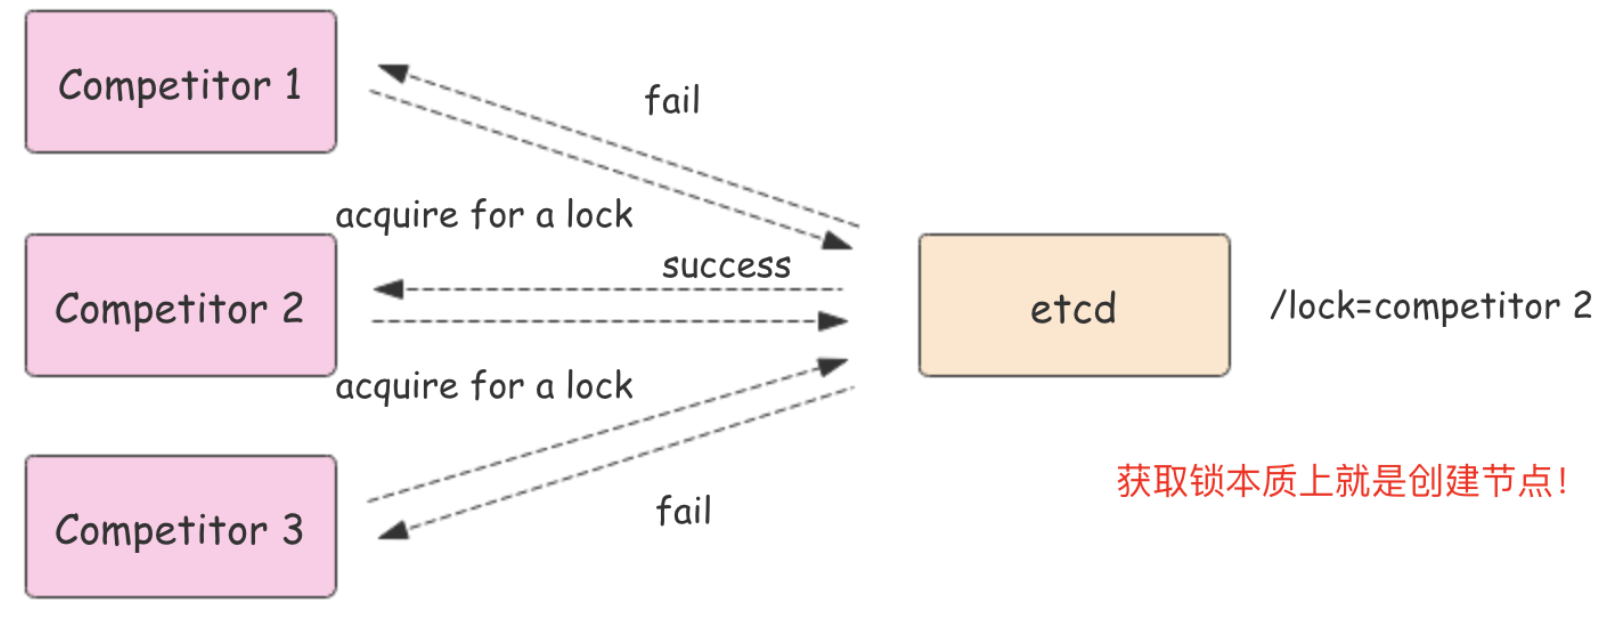 Competitor 1
fail
acquire for a lock
success
Competitor 2
etcd
/lock=competitor 2
acquire for a lock
获取锁本质上就是创建节点!
fail
Competitor 3